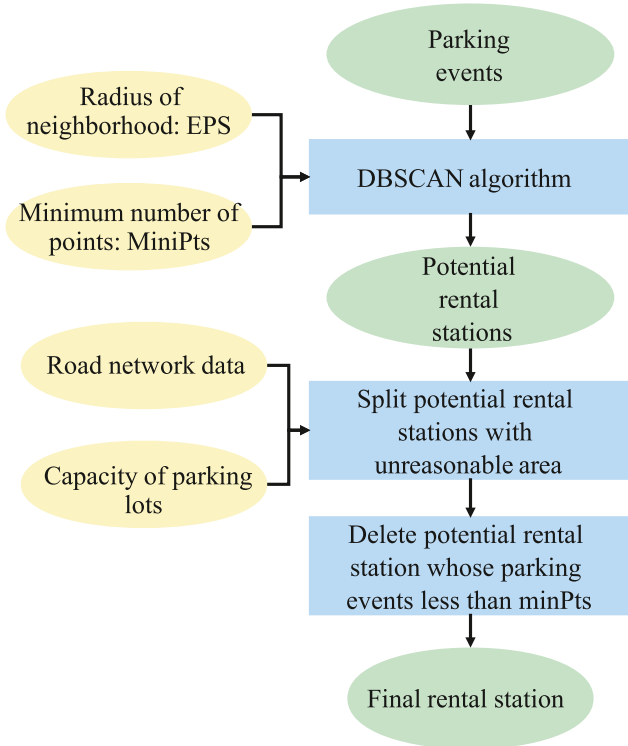 Parking
events
Radius of
neighborhood: EPS
DBSCAN algorithm
Minimum number of
points: MiniPts
Potential
rental
stations
Road network data
Split potential rental
stations with
unreasonable area
Capacity of parking
lots
Delete potential rental
station whose parking
events less than minPts
Final rental station